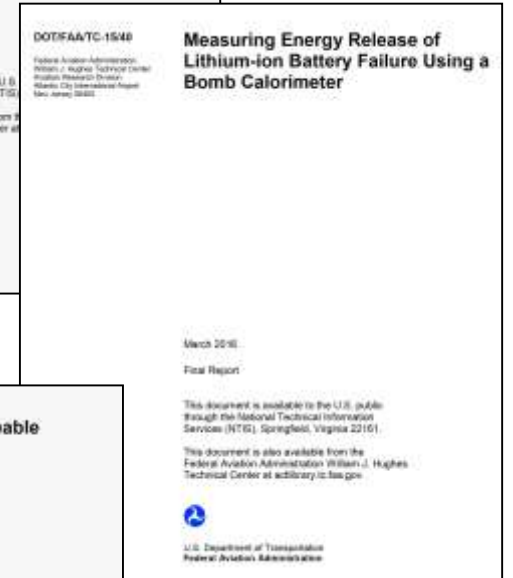 DOT/FAA/TC-15/40
Federal Aviation Administration
William J. Hughes Technical Center
Aviation Research Division
Atlantic City International Airport
New Jersey 08405
Measuring Energy Release of
Lithium-ion Battery Failure Using a
Bomb Calorimeter
March 2016
Final Report
This document is available to the U.S. public
through the National Technical Information
Services (NTIS), Springfield, Virginia 22161.
This document is also available from the
Federal Aviation Administration William J. Hughes
Technical Center at actlibrary.tc.faa.gov.
U.S. Department of Transportation
Federal Aviation Administration
able